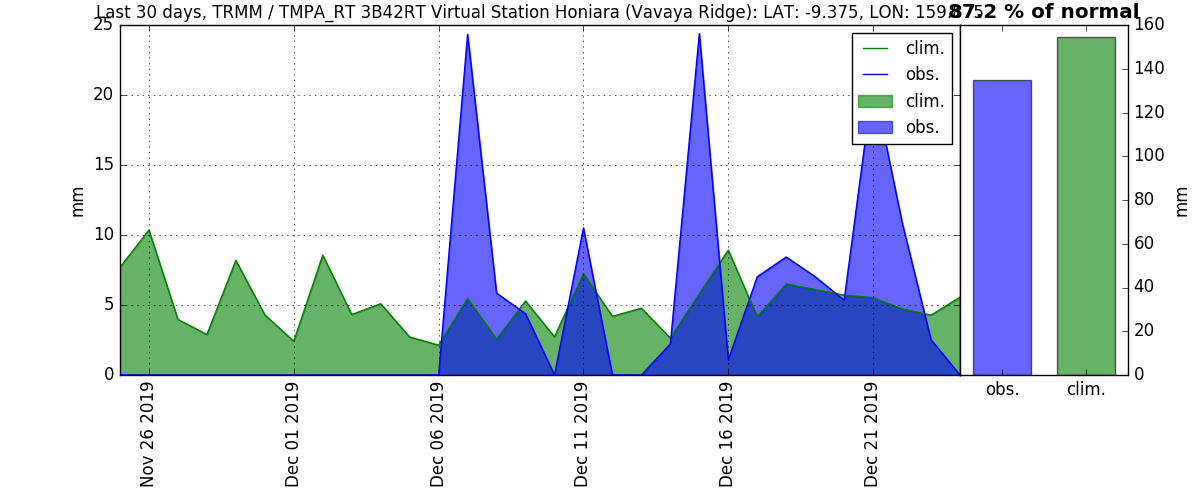 Last 30 days, TRMM / TMPA_RT 3B42RT Virtual Station Honiara (Vavaya Ridge): LAT: -9.375, LON: 159.875
87.2 % of normal
25
20
15
10
5
0
mm
clim.
obs.
clim.
obs.
160
140
120
100
80
60
40
20
0
mm
Nov 26 2019
Dec 01 2019
Dec 06 2019
Dec 11 2019
Dec 16 2019
Dec 21 2019
obs.
clim.